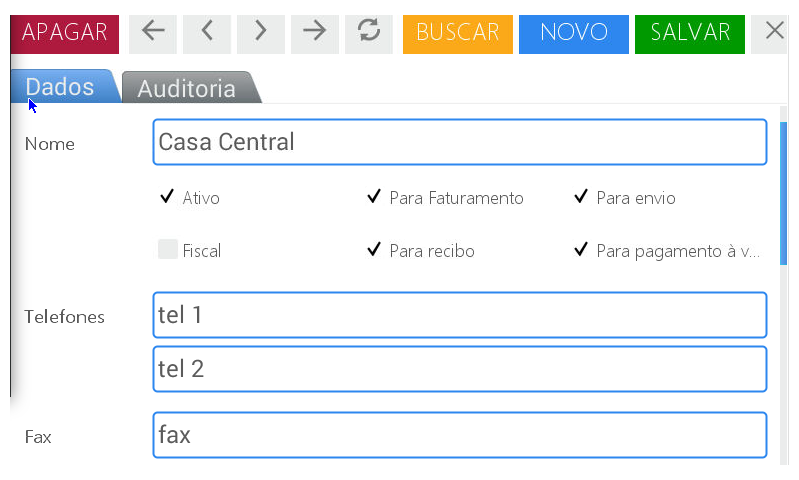 APAGAR BUSCAR NOVO SALVAR
Dados Auditoria
Nome Casa Central
Ativo Para Faturamento Para envio
Fiscal Para recibo Para pagamento à v...
Telefones tel 1
tel 2
Fax fax